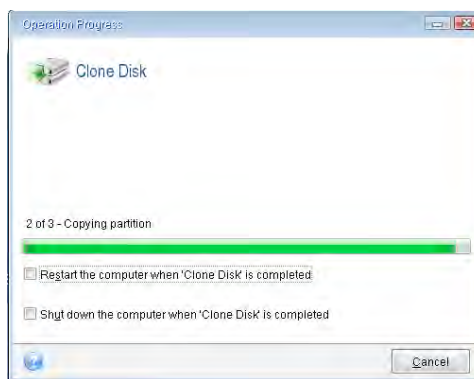 Operation Progress
Clone Disk
2 of 3 - Copying partition
Restart the computer when 'Clone Disk' is completed
Shut down the computer when 'Clone Disk' is completed
Cancel